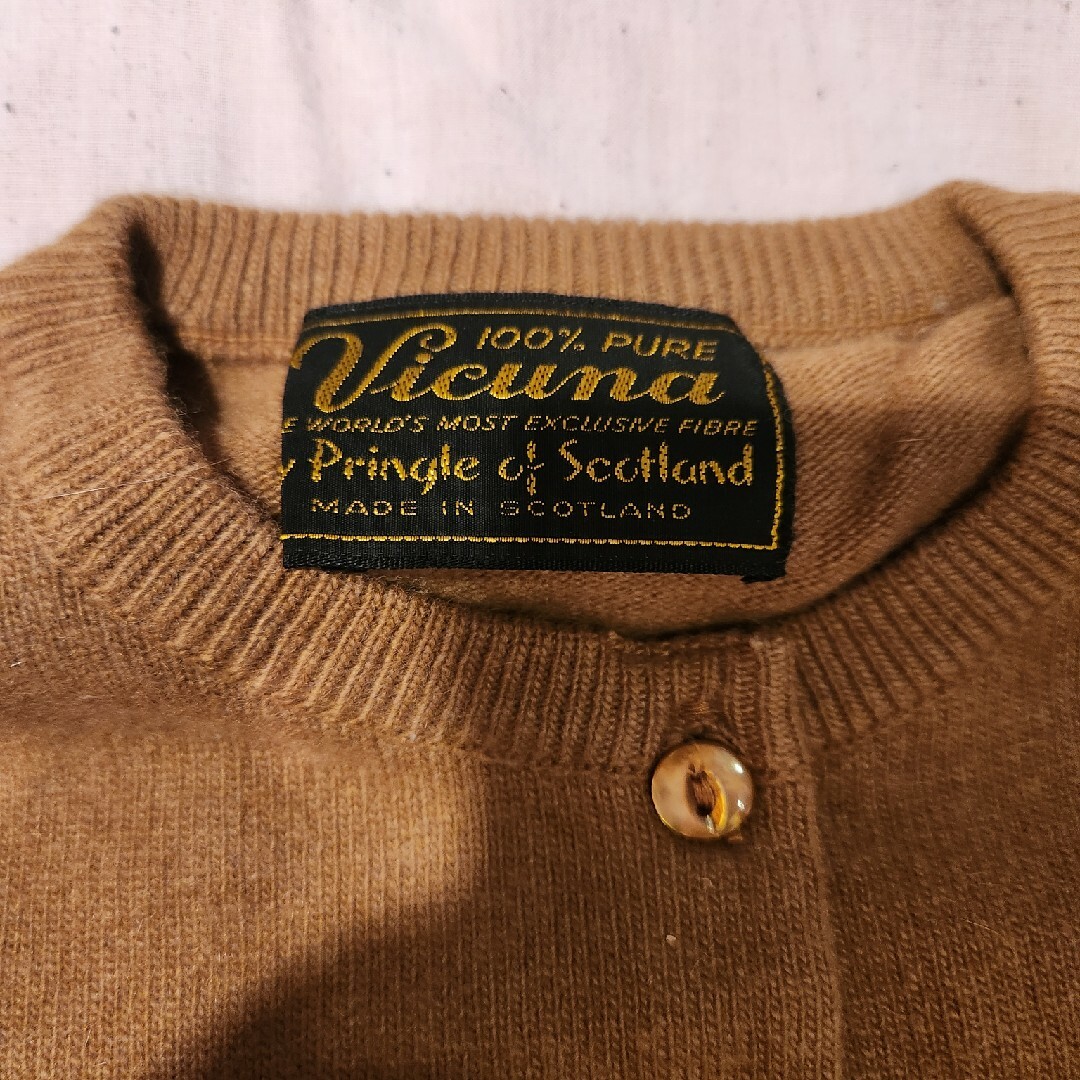 100% PURE
Vicuna
E WORLD'S MOST EXCLUSIVE FIBRE
y Pringle of Scotland
MADE IN SCOTLAND